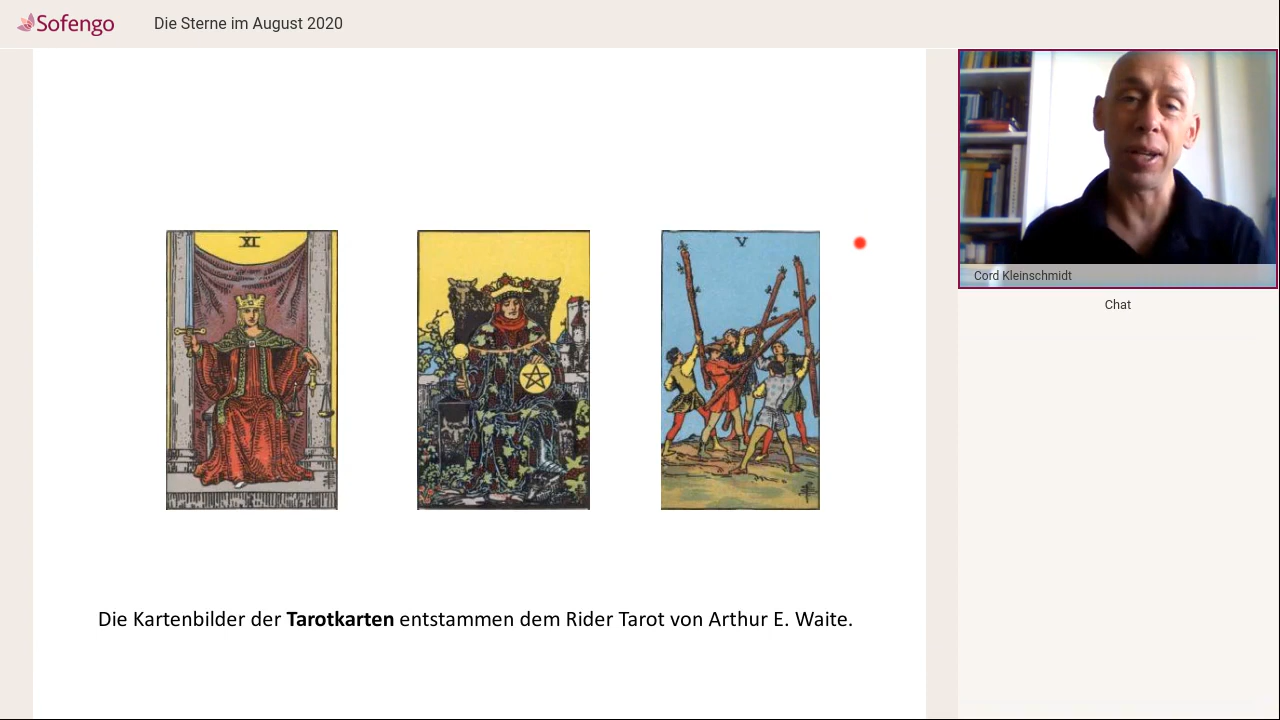 Sofengo
Die Sterne im August 2020
XI
V
Cord Kleinschmidt
Chat
Die Kartenbilder der Tarotkarten entstammen dem Rider Tarot von Arthur E. Waite.